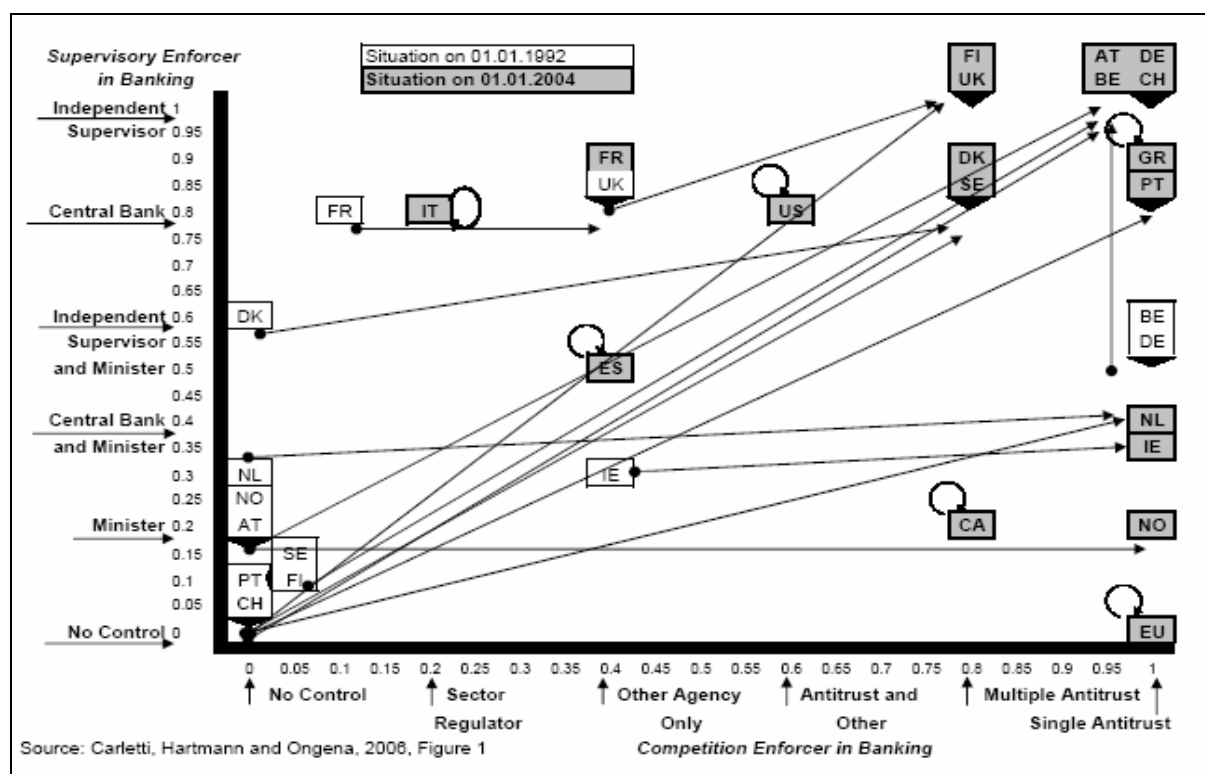 Supervisory Enforcer
in Banking
Situation on 01.01.1992
Situation on 01.01.2004
FI
UK
AT DE
BE CH
Independent 1
Supervisor 0.95
0.9
0.85
Central Bank 0.8
0.75
0.7
0.65
Independent 0.6
Supervisor 0.55
and Minister 0.5
0.45
Central Bank 0.4
and Minister 0.35
0.3
0.25
Minister 0.2
0.15
0.1
0.05
No Control 0
FR
UK
DK
SE
GR
PT
FR
IT
US
DK
BE
DE
ES
NL
IE
NL
NO
AT
IE
CA
NO
SE
FI
PT
CH
EU
0 0.05 0.1 0.15 0.2 0.25 0.3 0.35 0.4 0.45 0.5 0.55 0.6 0.65 0.7 0.75 0.8 0.85 0.9 0.95 1
No Control
Sector
Regulator
Other Agency
Only
Antitrust and
Other
Multiple Antitrust
Single Antitrust
Source: Carletti, Hartmann and Ongena, 2006, Figure 1
Competition Enforcer in Banking